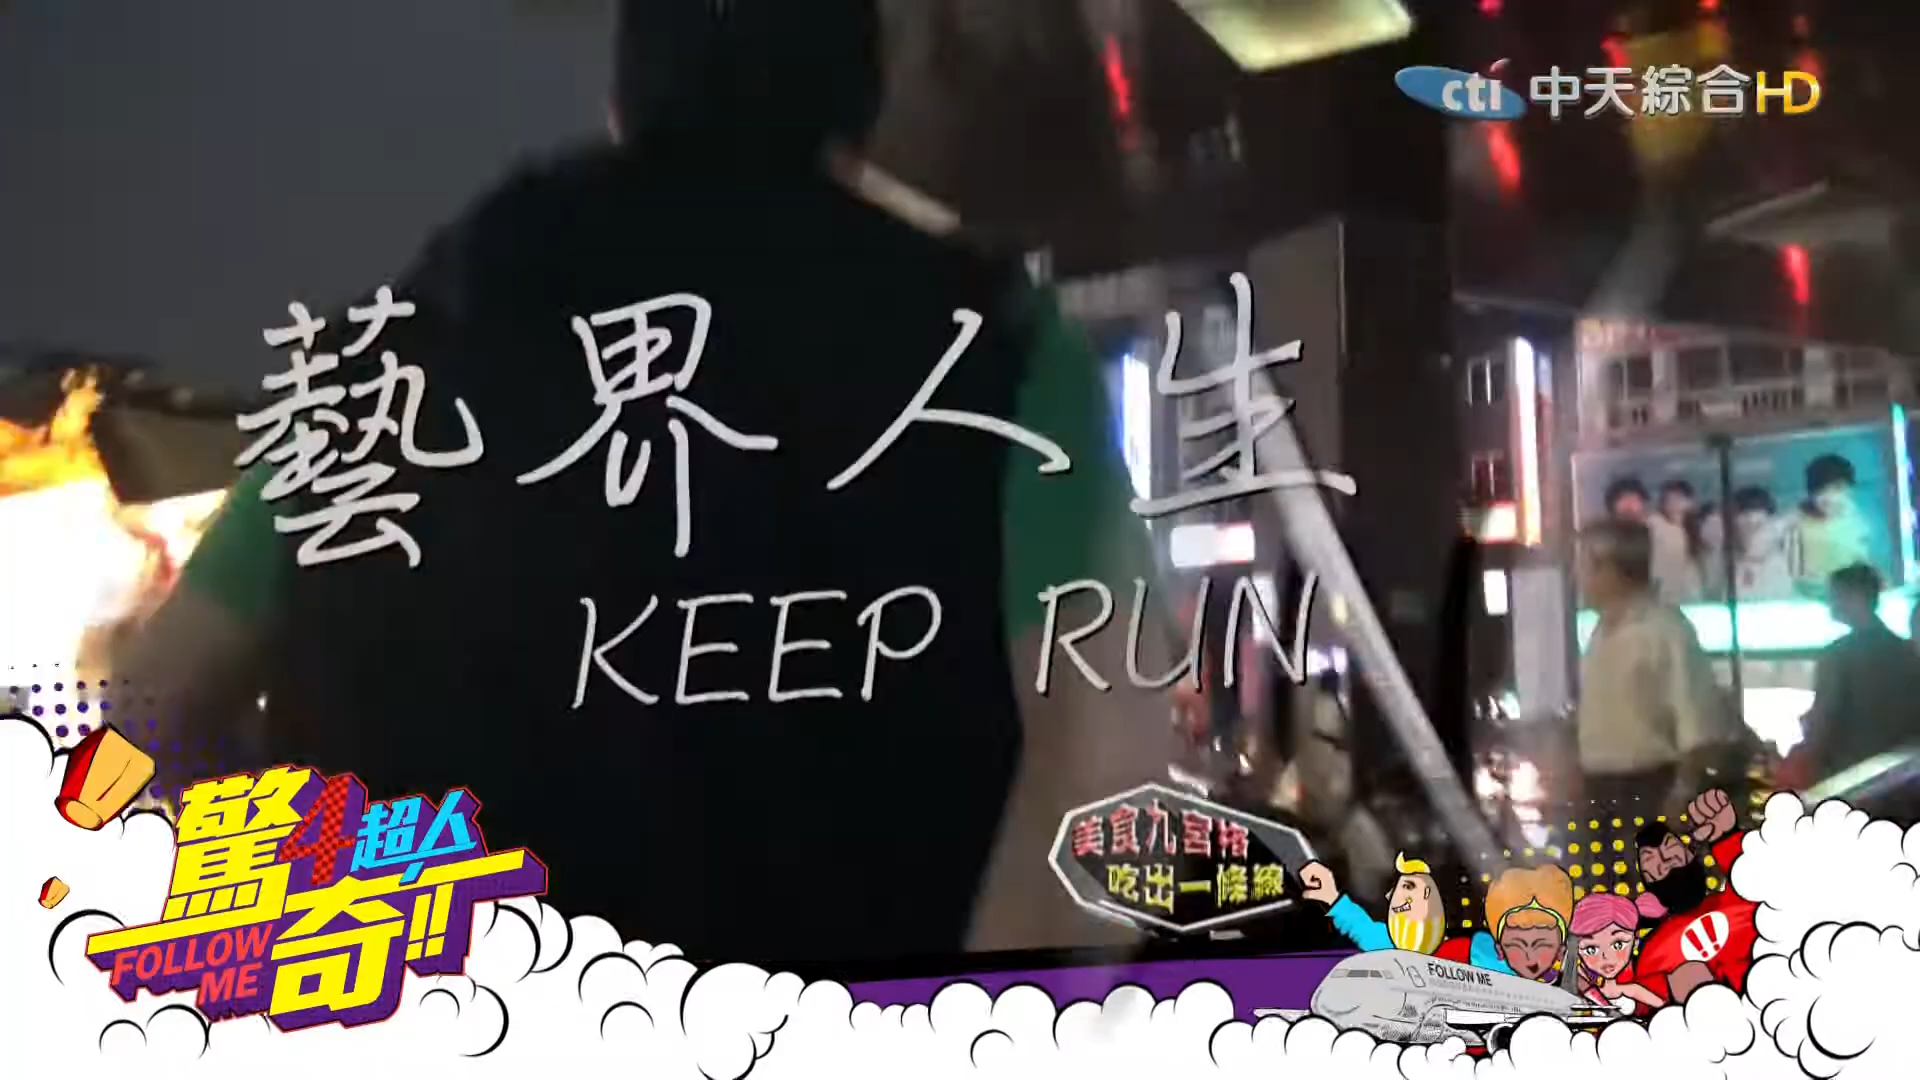 cti 中天綜合HD
藝界人生
KEEP RUN
驚4超人
奇!!
FOLLOW
ME
美食九宮格
吃出一條線
FOLLOW ME
!!